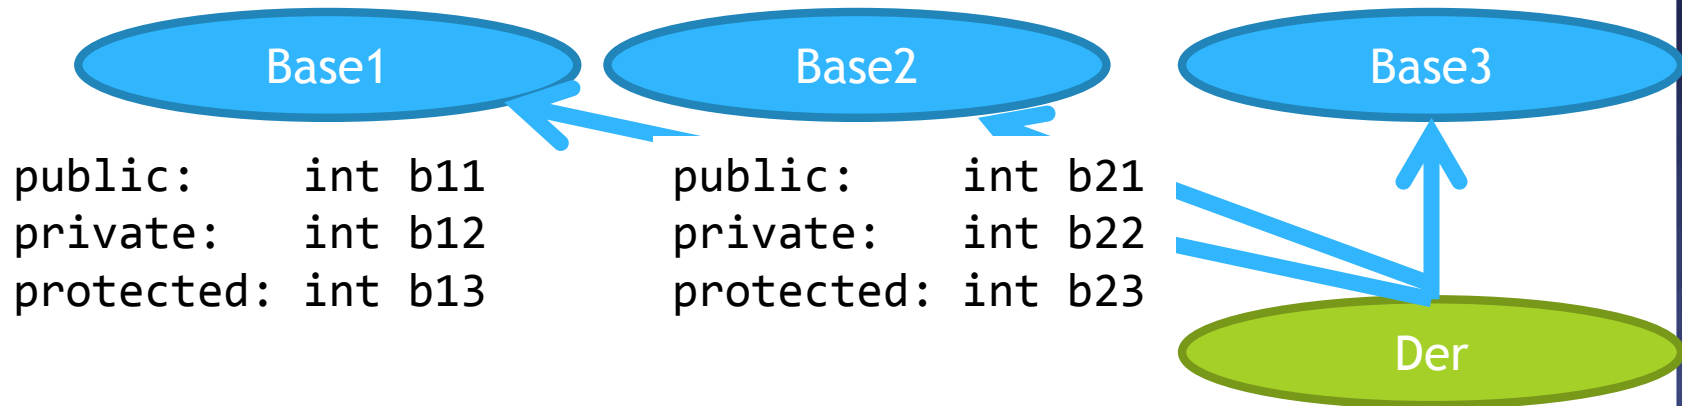 Base1 Base2 Base3
public: int b11 public: int b21
private: int b12 private: int b22
protected: int b13 protected: int b23
Der